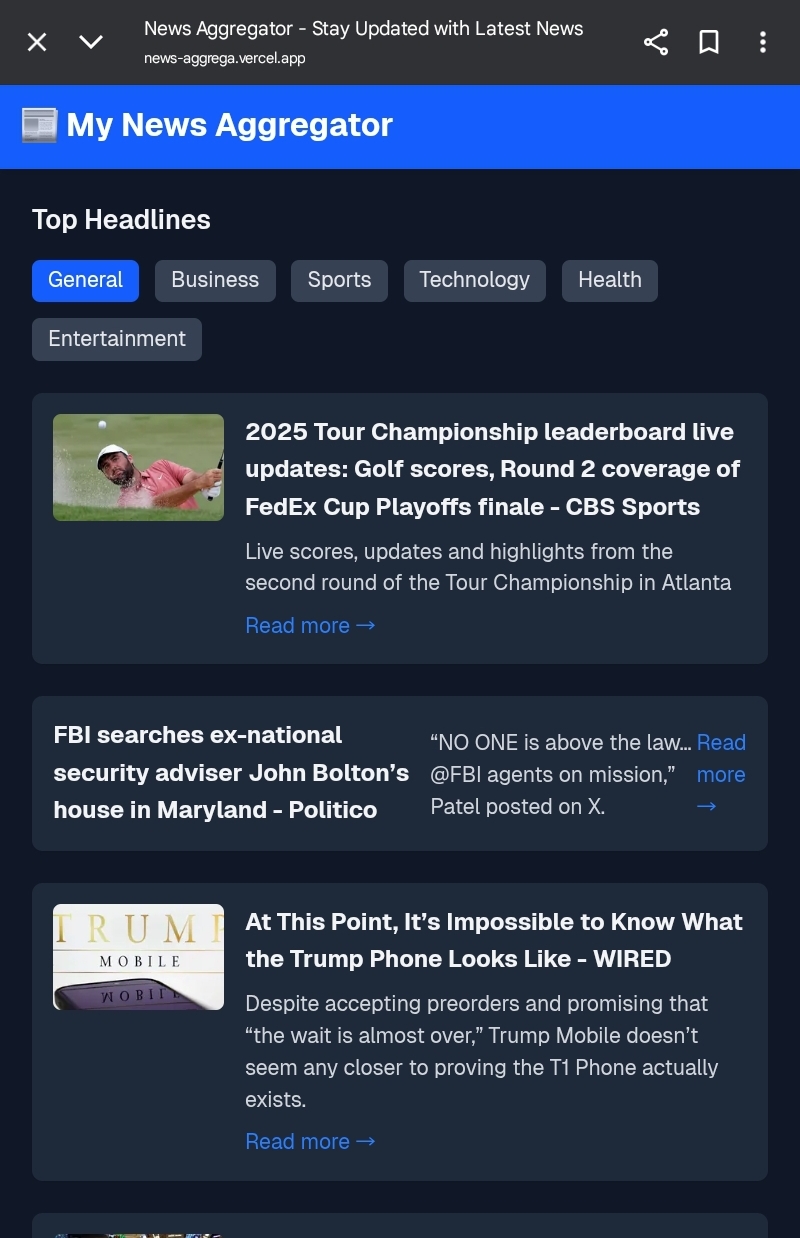 News Aggregator - Stay Updated with Latest News
news-aggrega.vercel.app
My News Aggregator
Top Headlines
General Business Sports Technology Health
Entertainment
2025 Tour Championship leaderboard live
updates: Golf scores, Round 2 coverage of
FedEx Cup Playoffs finale - CBS Sports
Live scores, updates and highlights from the
second round of the Tour Championship in Atlanta
Read more →
FBI searches ex-national
security adviser John Bolton’s
house in Maryland - Politico
“NO ONE is above the law…
@FBI agents on mission,”
Patel posted on X.
Read
more
→
TRUMP
MOBILE
MOBILE
At This Point, It’s Impossible to Know What
the Trump Phone Looks Like - WIRED
Despite accepting preorders and promising that
“the wait is almost over,” Trump Mobile doesn’t
seem any closer to proving the T1 Phone actually
exists.
Read more →